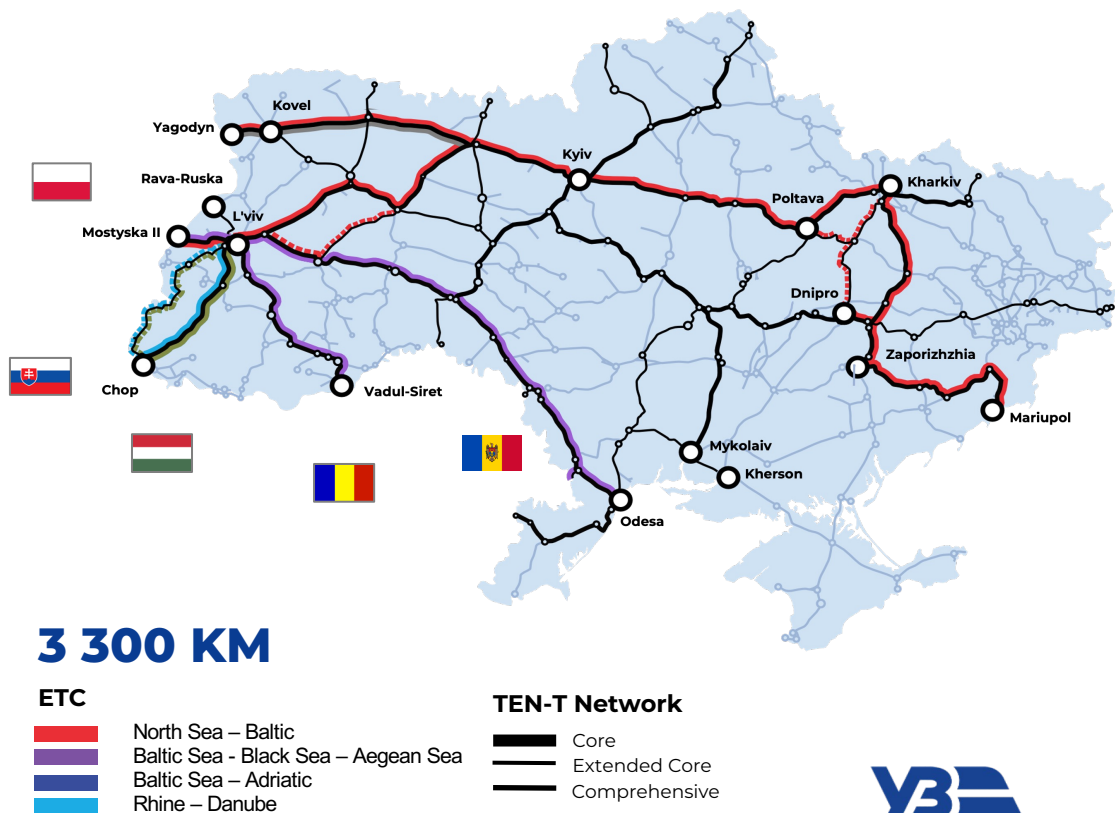 Kovel
Yagodyn
Kyiv
Rava-Ruska
Kharkiv
Poltava
L'viv
Mostyska II
Dnipro
Zaporizhzhia
Chop
Vadul-Siret
Mariupol
Mykolaiv
Kherson
Odesa
3 300 KM
ETC
North Sea – Baltic
Baltic Sea - Black Sea – Aegean Sea
Baltic Sea – Adriatic
Rhine – Danube
TEN-T Network
Core
Extended Core
Comprehensive
УЗ